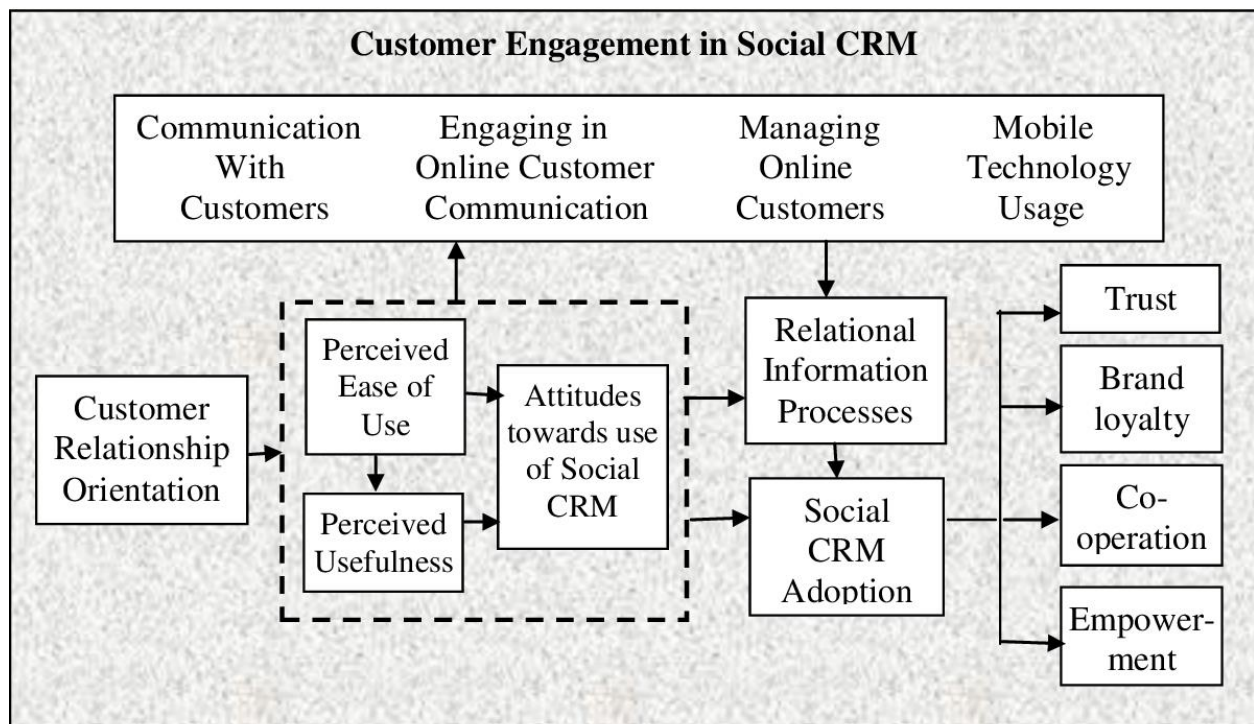 Customer Engagement in Social CRM
Communication
With
Customers
Engaging in
Online Customer
Communication
Managing
Online
Customers
Mobile
Technology
Usage
Customer
Relationship
Orientation
Perceived
Ease of
Use
Perceived
Usefulness
Attitudes
towards use
of Social
CRM
Relational
Information
Processes
Social
CRM
Adoption
Trust
Brand
loyalty
Co-
operation
Empower-
ment